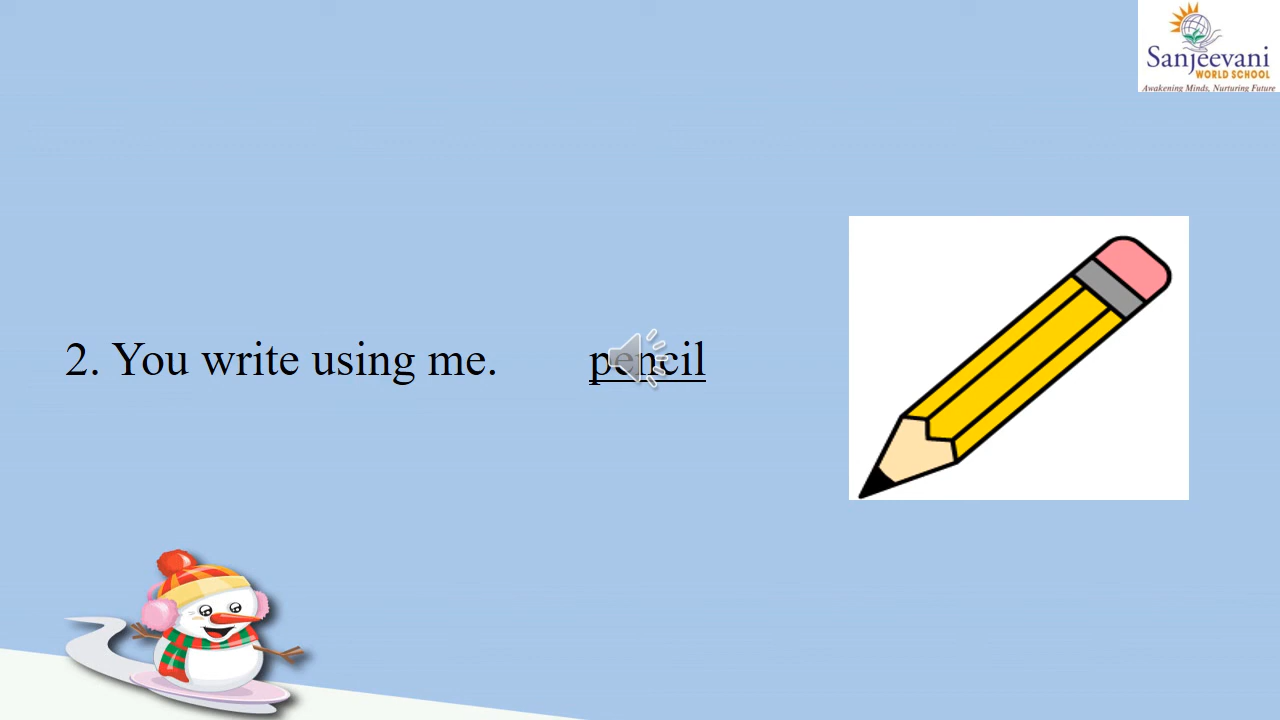 Sanjeevani
WORLD SCHOOL
Awakening Minds, Nurturing Future
2. You write using me. pencil